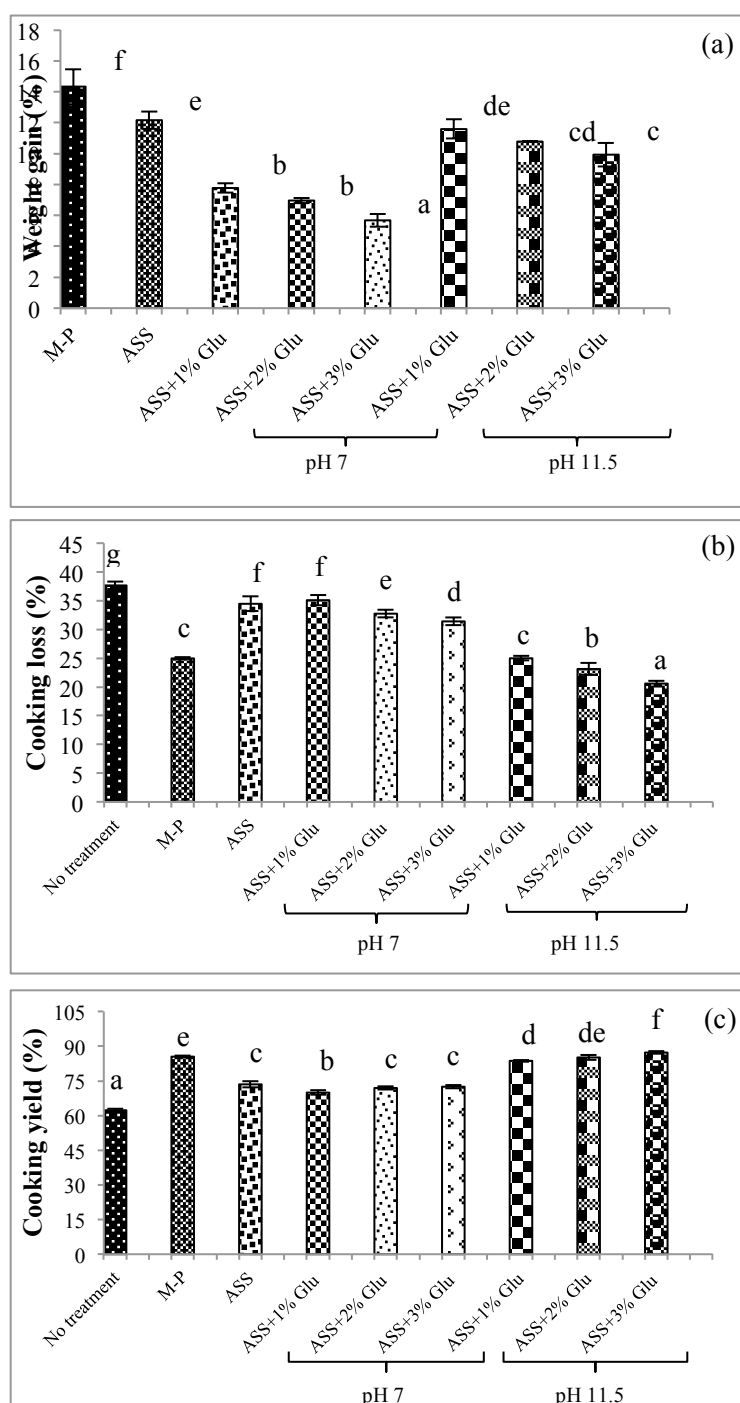 (a)
Weight gain (%)
18
16
14
12
10
8
6
4
2
0
f
e
b
b
a
de
cd
c
M-P
ASS
ASS+1% Glu
ASS+2% Glu
ASS+3% Glu
ASS+1% Glu
ASS+2% Glu
ASS+3% Glu
pH 7
pH 11.5
(b)
Cooking loss (%)
45
40
35
30
25
20
15
10
5
0
g
c
f
f
e
d
c
b
a
No treatment
M-P
ASS
ASS+1% Glu
ASS+2% Glu
ASS+3% Glu
ASS+1% Glu
ASS+2% Glu
ASS+3% Glu
pH 7
pH 11.5
(c)
Cooking yield (%)
105
90
75
60
45
30
15
0
a
e
c
b
c
c
d
de
f
No treatment
M-P
ASS
ASS+1% Glu
ASS+2% Glu
ASS+3% Glu
ASS+1% Glu
ASS+2% Glu
ASS+3% Glu
pH 7
pH 11.5